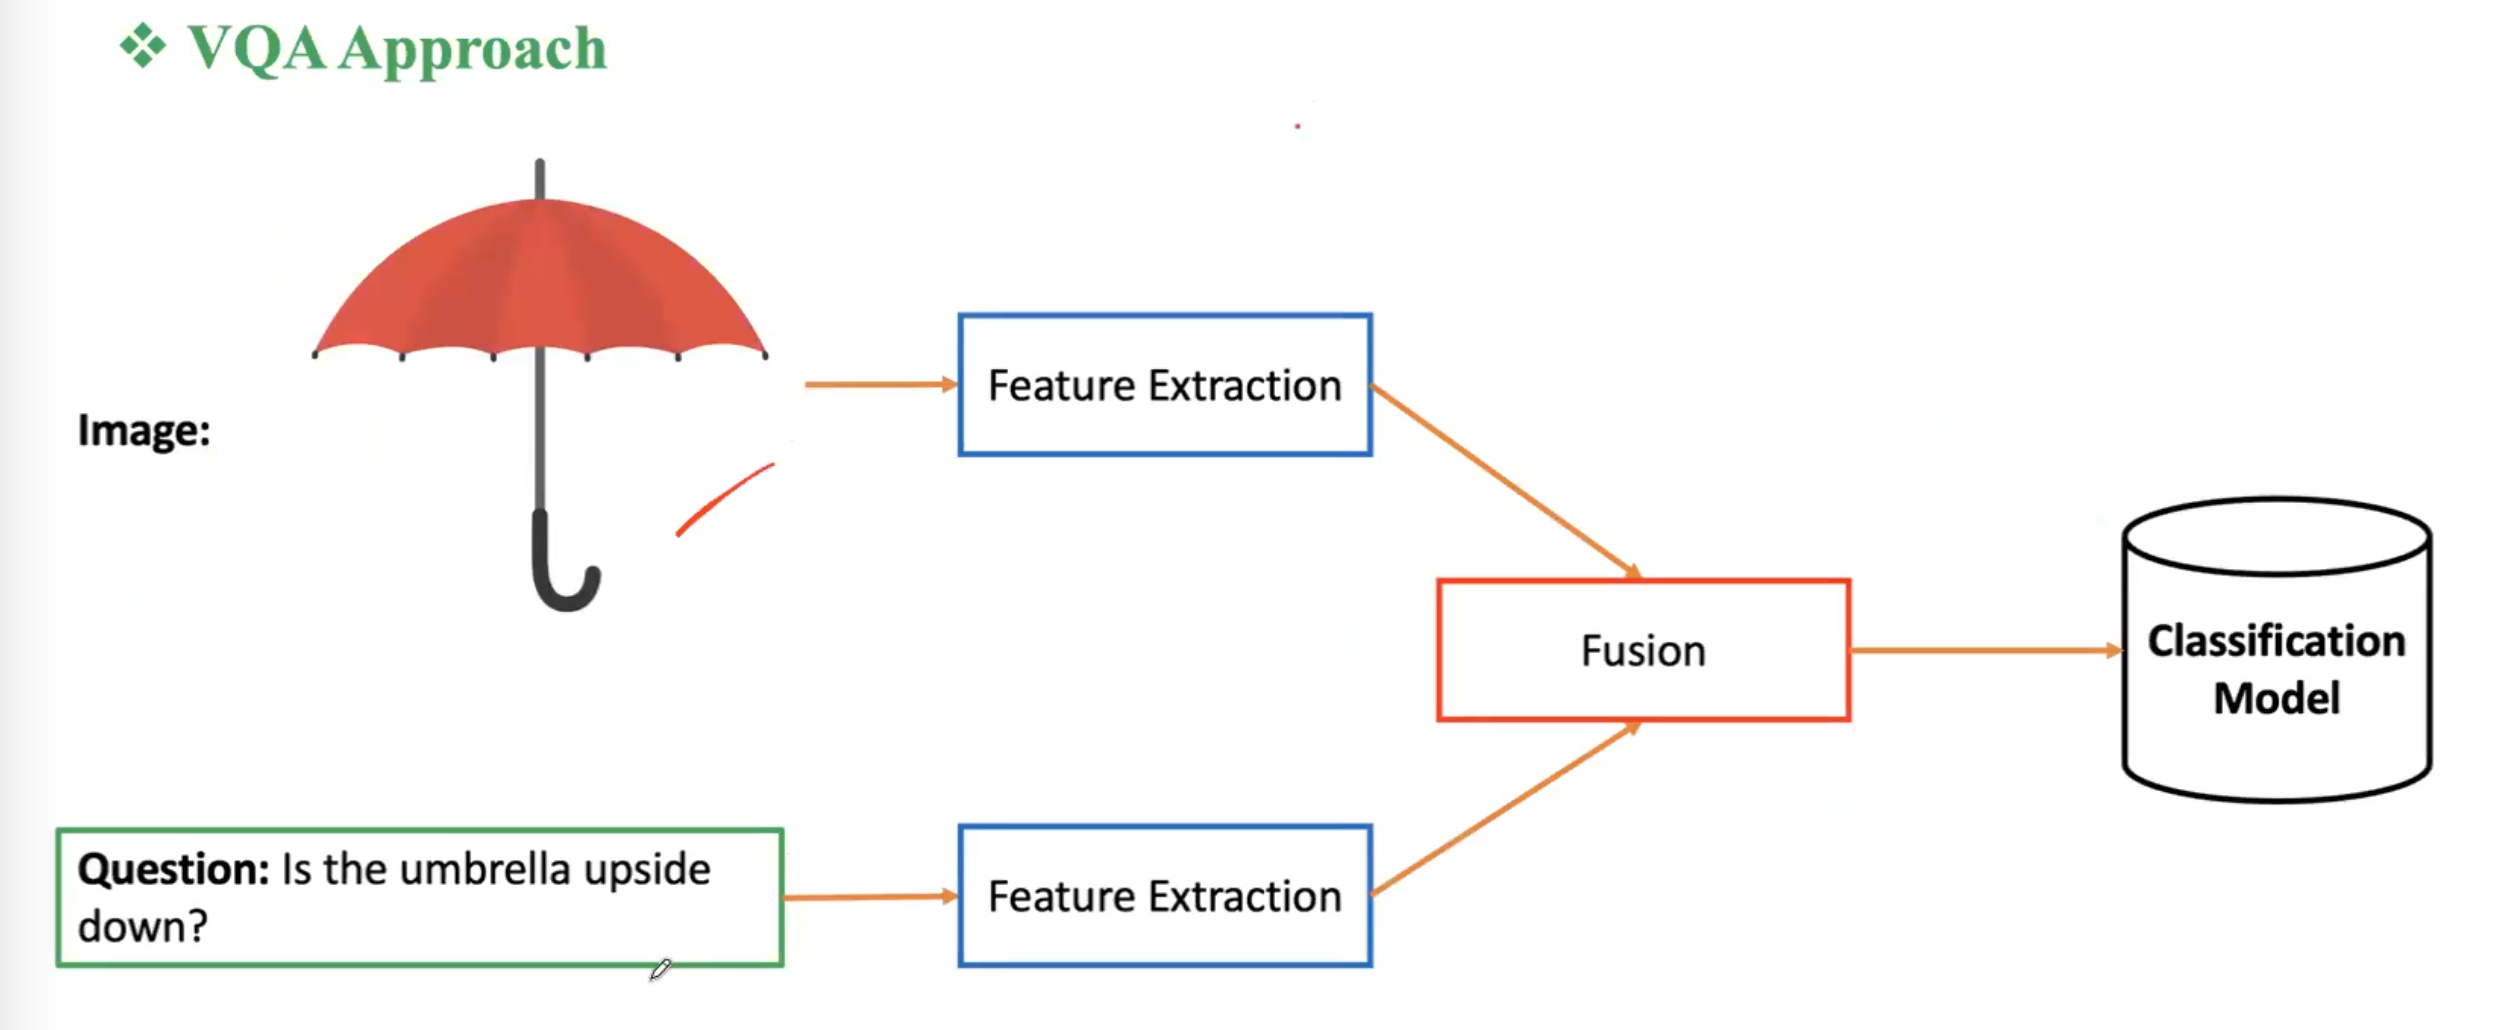 VQA Approach
Image:
Feature Extraction
Fusion
Classification
Model
Question: Is the umbrella upside
down?
Feature Extraction